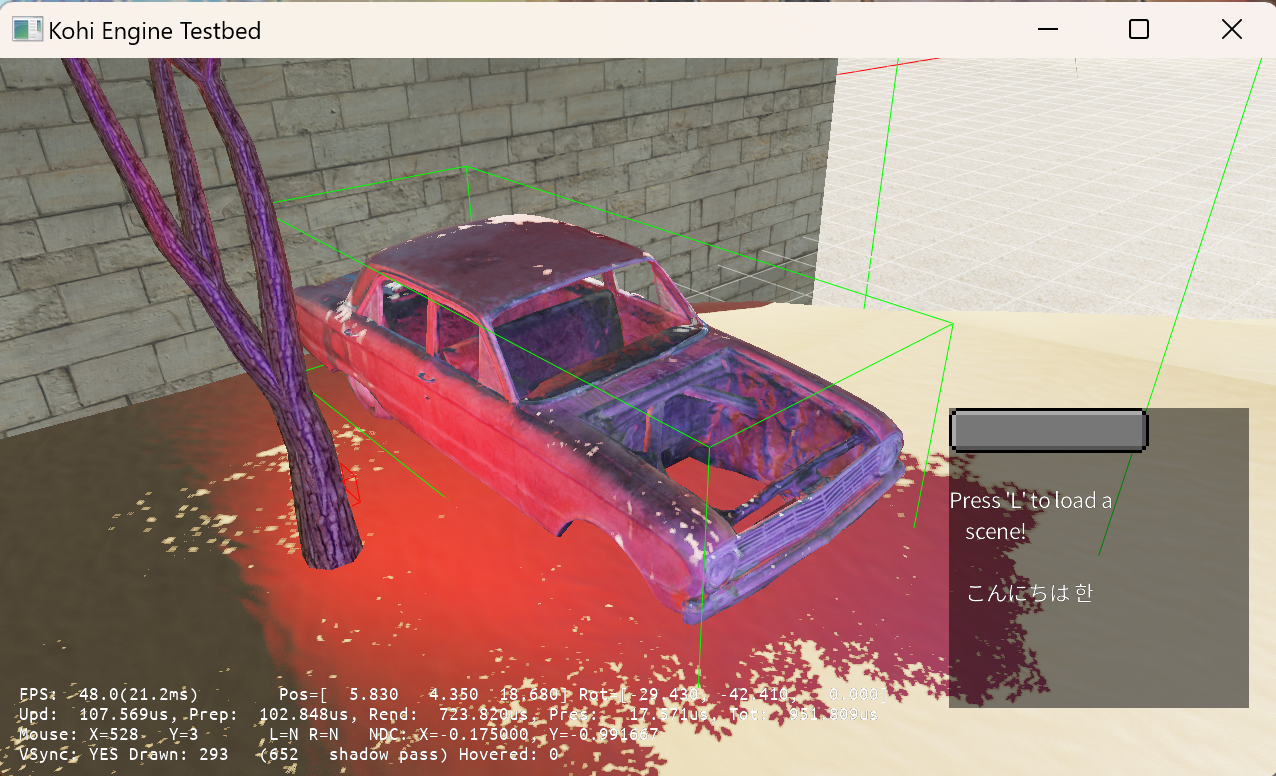 Kohi Engine Testbed
Press 'L' to load a
scene!
こんにちは 한
FPS: 48.0(21.2ms) Pos=[ 5.830 4.350 18.680] Rot=[-29.430, -42.410, 0.000]
Upd: 107.569us, Prep: 102.848us, Rend: 723.820us, Pres: 17.571us, Tot: 951.809us
Mouse: X=528 Y=3 L=N R=N NDC: X=-0.175000, Y=-0.991667
VSync: YES Drawn: 293 (652 shadow pass) Hovered: 0